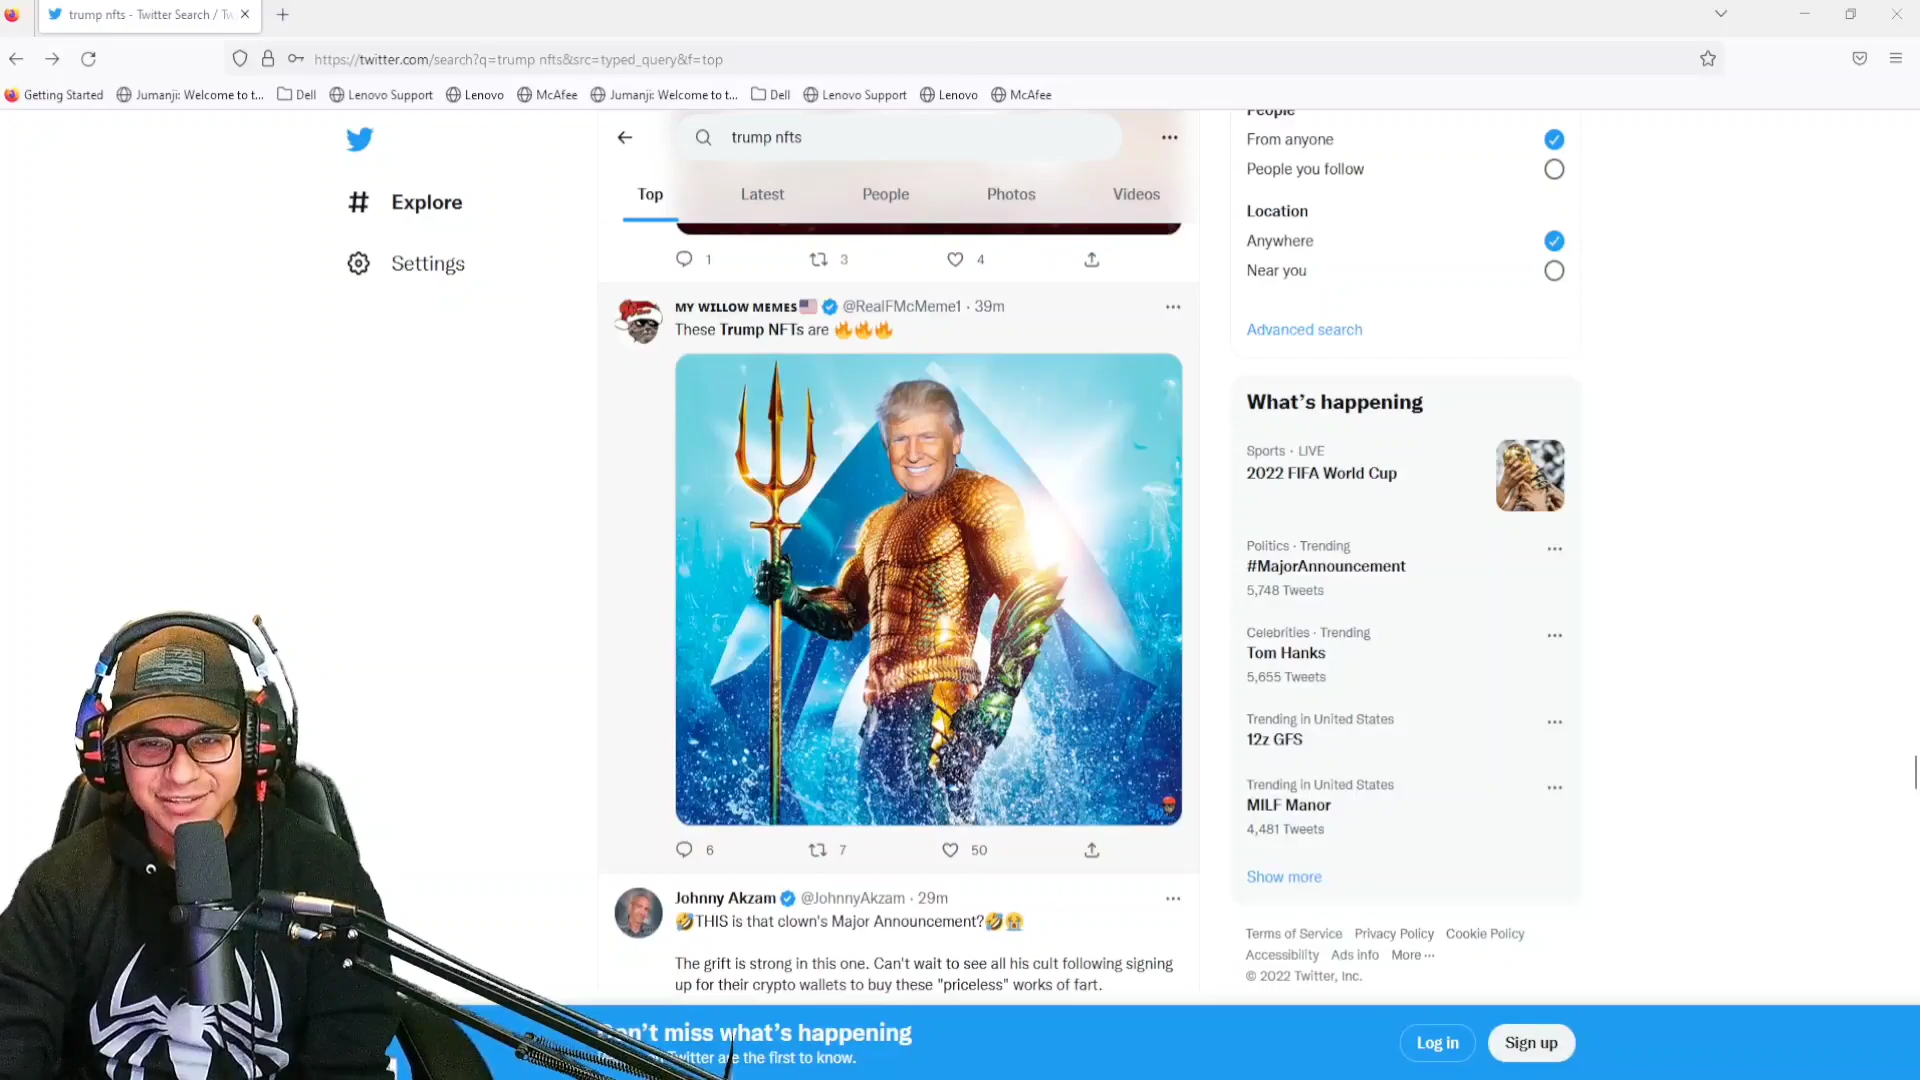 trump nfts - Twitter Search / Tw
https://twitter.com/search?q=trump nfts&src=typed_query&f=top
Getting Started
Jumanji: Welcome to t...
Dell
Lenovo Support
Lenovo
McAfee
Jumanji: Welcome to t...
Dell
Lenovo Support
Lenovo
McAfee
Explore
Settings
trump nfts
Top
Latest
People
Photos
Videos
1
3
4
MY WILLOW MEMES🇺🇸 @RealFMcMeme1 · 39m
These Trump NFTs are 🔥🔥🔥
6
7
50
Johnny Akzam @JohnnyAkzam · 29m
🤣THIS is that clown's Major Announcement?🤣😭
The grift is strong in this one. Can't wait to see all his cult following signing
up for their crypto wallets to buy these "priceless" works of fart.
People
From anyone
People you follow
Location
Anywhere
Near you
Advanced search
What's happening
Sports · LIVE
2022 FIFA World Cup
Politics · Trending
#MajorAnnouncement
5,748 Tweets
Celebrities · Trending
Tom Hanks
5,655 Tweets
Trending in United States
12z GFS
Trending in United States
MILF Manor
4,481 Tweets
Show more
Terms of Service Privacy Policy Cookie Policy
Accessibility Ads info More ···
© 2022 Twitter, Inc.
Don't miss what's happening
Twitter are the first to know.
Log in
Sign up